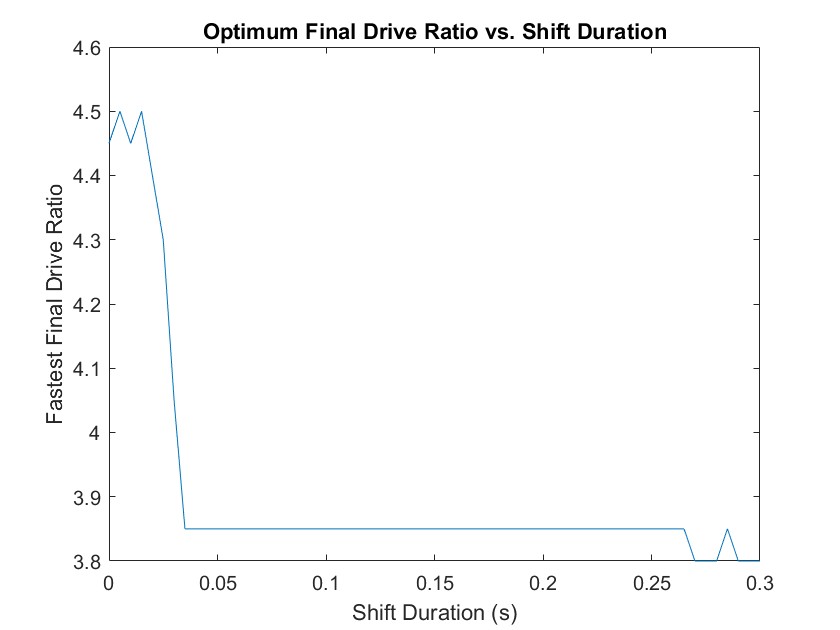 Optimum Final Drive Ratio vs. Shift Duration
4.6
4.5
4.4
4.3
4.2
4.1
4
3.9
3.8
Fastest Final Drive Ratio
0 0.05 0.1 0.15 0.2 0.25 0.3
Shift Duration (s)